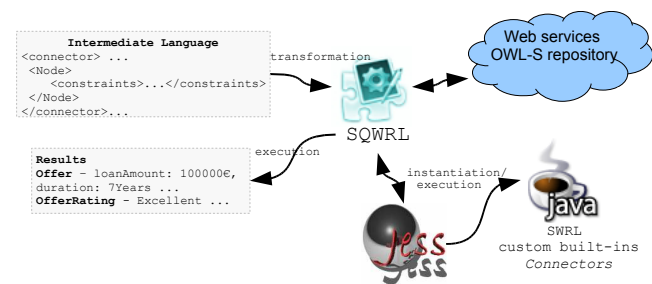 Intermediate Language
<connector> ...
<Node>
<constraints>...</constraints>
</Node>
</connector>...
transformation
Web services
OWL-S repository
SQWRL
execution
Results
Offer – loanAmount: 100000€,
duration: 7Years ...
OfferRating – Excellent ...
instantiation/
execution
Jess
java
SWRL
custom built-ins
Connectors